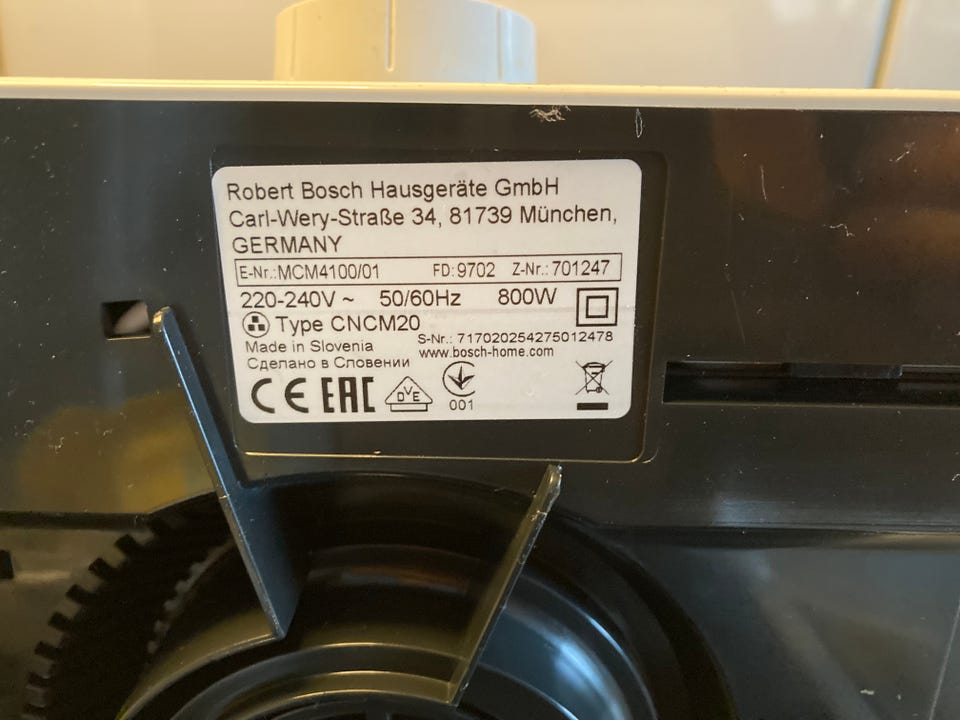 Robert Bosch Hausgeräte GmbH
Carl-Wery-Straße 34, 81739 München,
GERMANY
E-Nr.:MCM4100/01 FD:9702 Z-Nr.:701247
220-240V ~ 50/60Hz 800W
Type CNCM20
S-Nr.: 717020254275012478
Made in Slovenia
www.bosch-home.com
Сделано в Словении
CE EAC DVE
001